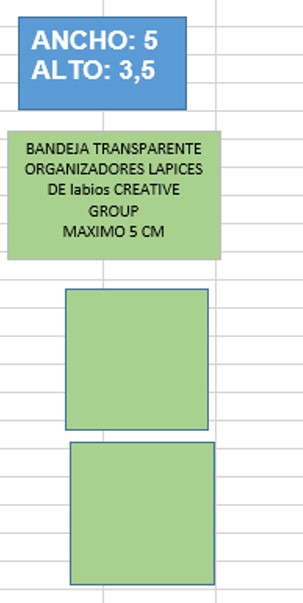 ANCHO: 5
ALTO: 3,5
BANDEJA TRANSPARENTE
ORGANIZADORES LAPICES
DE labios CREATIVE
GROUP
MAXIMO 5 CM